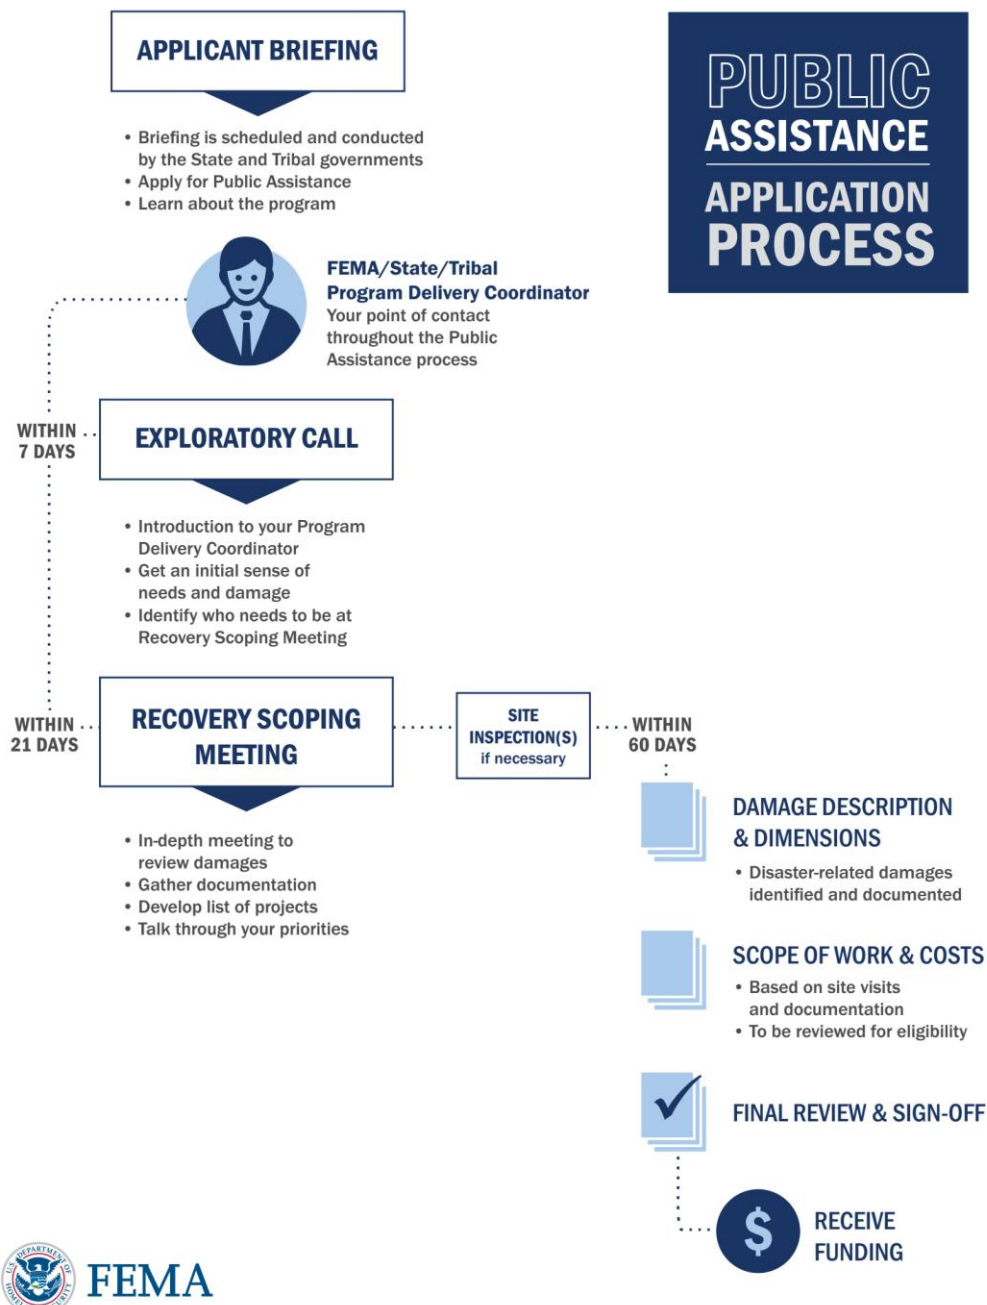 APPLICANT BRIEFING
• Briefing is scheduled and conducted
by the State and Tribal governments
• Apply for Public Assistance
• Learn about the program
PUBLIC
ASSISTANCE
APPLICATION
PROCESS
FEMA/State/Tribal
Program Delivery Coordinator
Your point of contact
throughout the Public
Assistance process
WITHIN
7 DAYS
EXPLORATORY CALL
• Introduction to your Program
Delivery Coordinator
• Get an initial sense of
needs and damage
• Identify who needs to be at
Recovery Scoping Meeting
WITHIN
21 DAYS
RECOVERY SCOPING
MEETING
• In-depth meeting to
review damages
• Gather documentation
• Develop list of projects
• Talk through your priorities
SITE
INSPECTION(S)
if necessary
WITHIN
60 DAYS
DAMAGE DESCRIPTION
& DIMENSIONS
• Disaster-related damages
identified and documented
SCOPE OF WORK & COSTS
• Based on site visits
and documentation
• To be reviewed for eligibility
FINAL REVIEW & SIGN-OFF
$
RECEIVE
FUNDING
FEMA